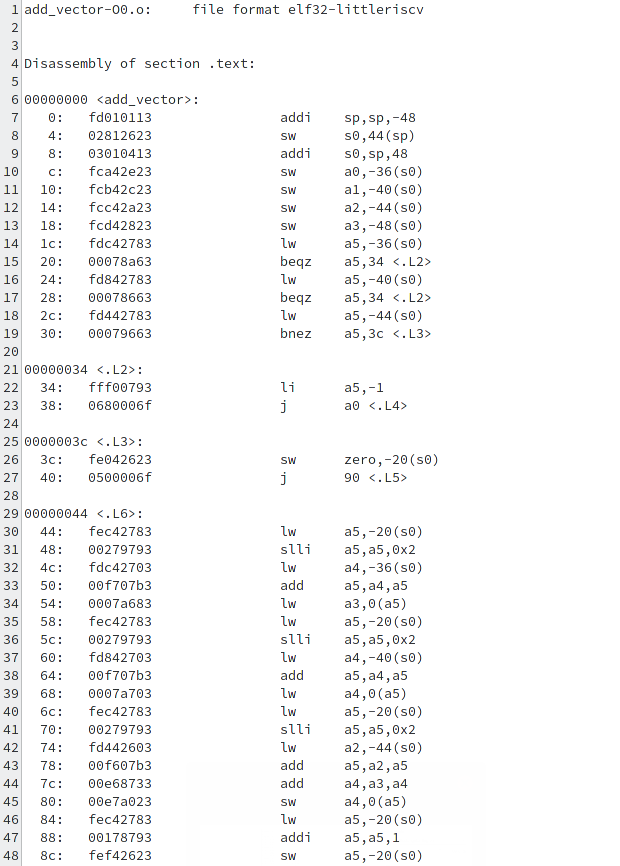 1 add_vector-O0.o:     file format elf32-littleriscv
2
3
4 Disassembly of section .text:
5
6 00000000 <add_vector>:
7   0:   fd010113                addi    sp,sp,-48
8   4:   02812623                sw      s0,44(sp)
9   8:   03010413                addi    s0,sp,48
10   c:   fca42e23                sw      a0,-36(s0)
11  10:   fcb42c23                sw      a1,-40(s0)
12  14:   fcc42a23                sw      a2,-44(s0)
13  18:   fcd42823                sw      a3,-48(s0)
14  1c:   fdc42783                lw      a5,-36(s0)
15  20:   00078a63                beqz    a5,34 <.L2>
16  24:   fd842783                lw      a5,-40(s0)
17  28:   00078663                beqz    a5,34 <.L2>
18  2c:   fd442783                lw      a5,-44(s0)
19  30:   00079663                bnez    a5,3c <.L3>
20
21 00000034 <.L2>:
22  34:   fff00793                li      a5,-1
23  38:   0680006f                j       a0 <.L4>
24
25 0000003c <.L3>:
26  3c:   fe042623                sw      zero,-20(s0)
27  40:   0500006f                j       90 <.L5>
28
29 00000044 <.L6>:
30  44:   fec42783                lw      a5,-20(s0)
31  48:   00279793                slli    a5,a5,0x2
32  4c:   fdc42703                lw      a4,-36(s0)
33  50:   00f707b3                add     a5,a4,a5
34  54:   0007a683                lw      a3,0(a5)
35  58:   fec42783                lw      a5,-20(s0)
36  5c:   00279793                slli    a5,a5,0x2
37  60:   fd842703                lw      a4,-40(s0)
38  64:   00f707b3                add     a5,a4,a5
39  68:   0007a703                lw      a4,0(a5)
40  6c:   fec42783                lw      a5,-20(s0)
41  70:   00279793                slli    a5,a5,0x2
42  74:   fd442603                lw      a2,-44(s0)
43  78:   00f607b3                add     a5,a2,a5
44  7c:   00e68733                add     a4,a3,a4
45  80:   00e7a023                sw      a4,0(a5)
46  84:   fec42783                lw      a5,-20(s0)
47  88:   00178793                addi    a5,a5,1
48  8c:   fef42623                sw      a5,-20(s0)